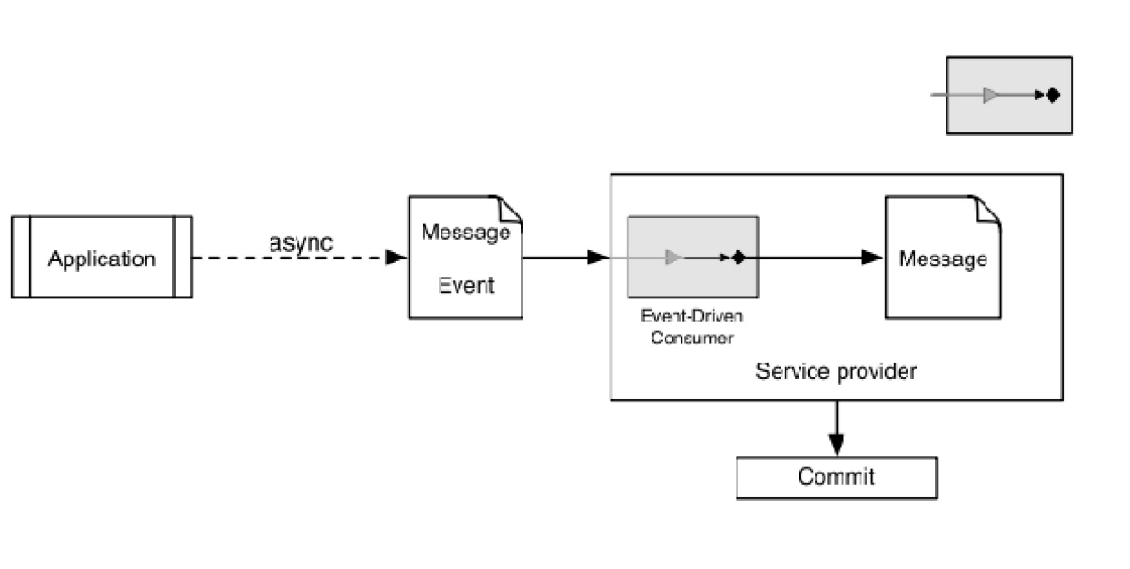 Application
async
Message
Event
Event-Driven
Consumer
Message
Service provider
Commit